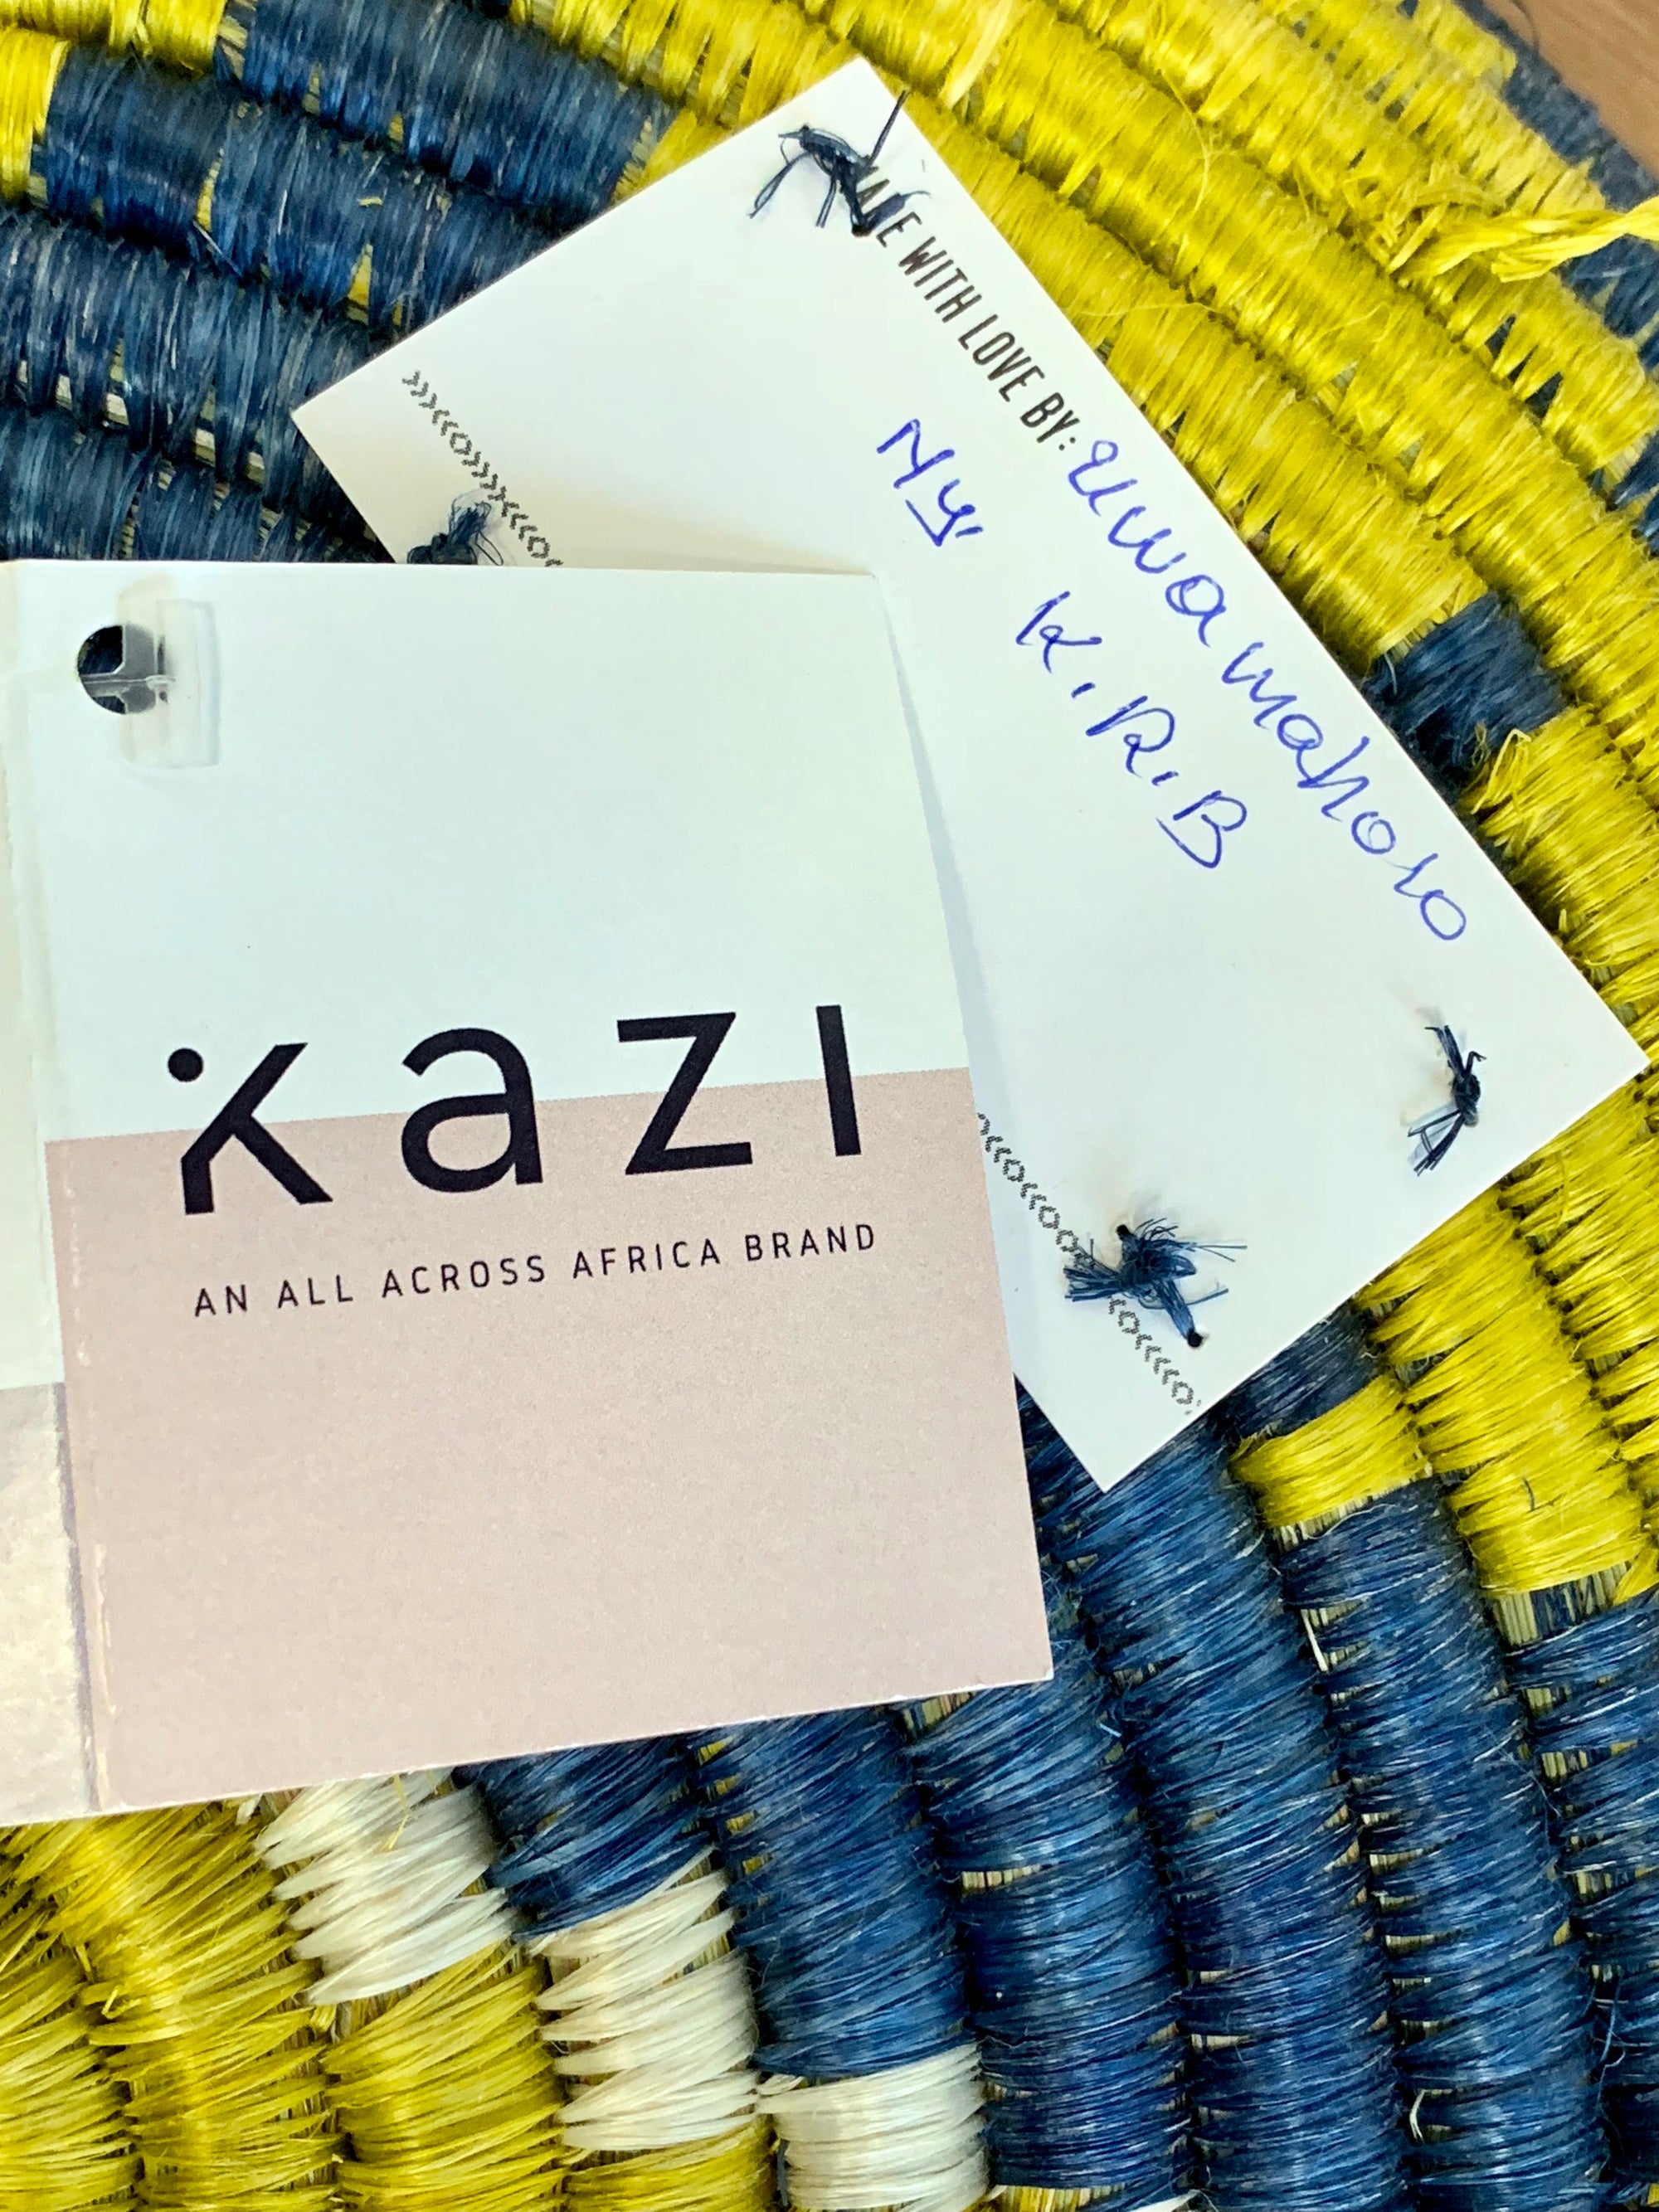 WITH LOVE BY: Uwamahoro
Ny K.R.B
kazi
AN ALL ACROSS AFRICA BRAND